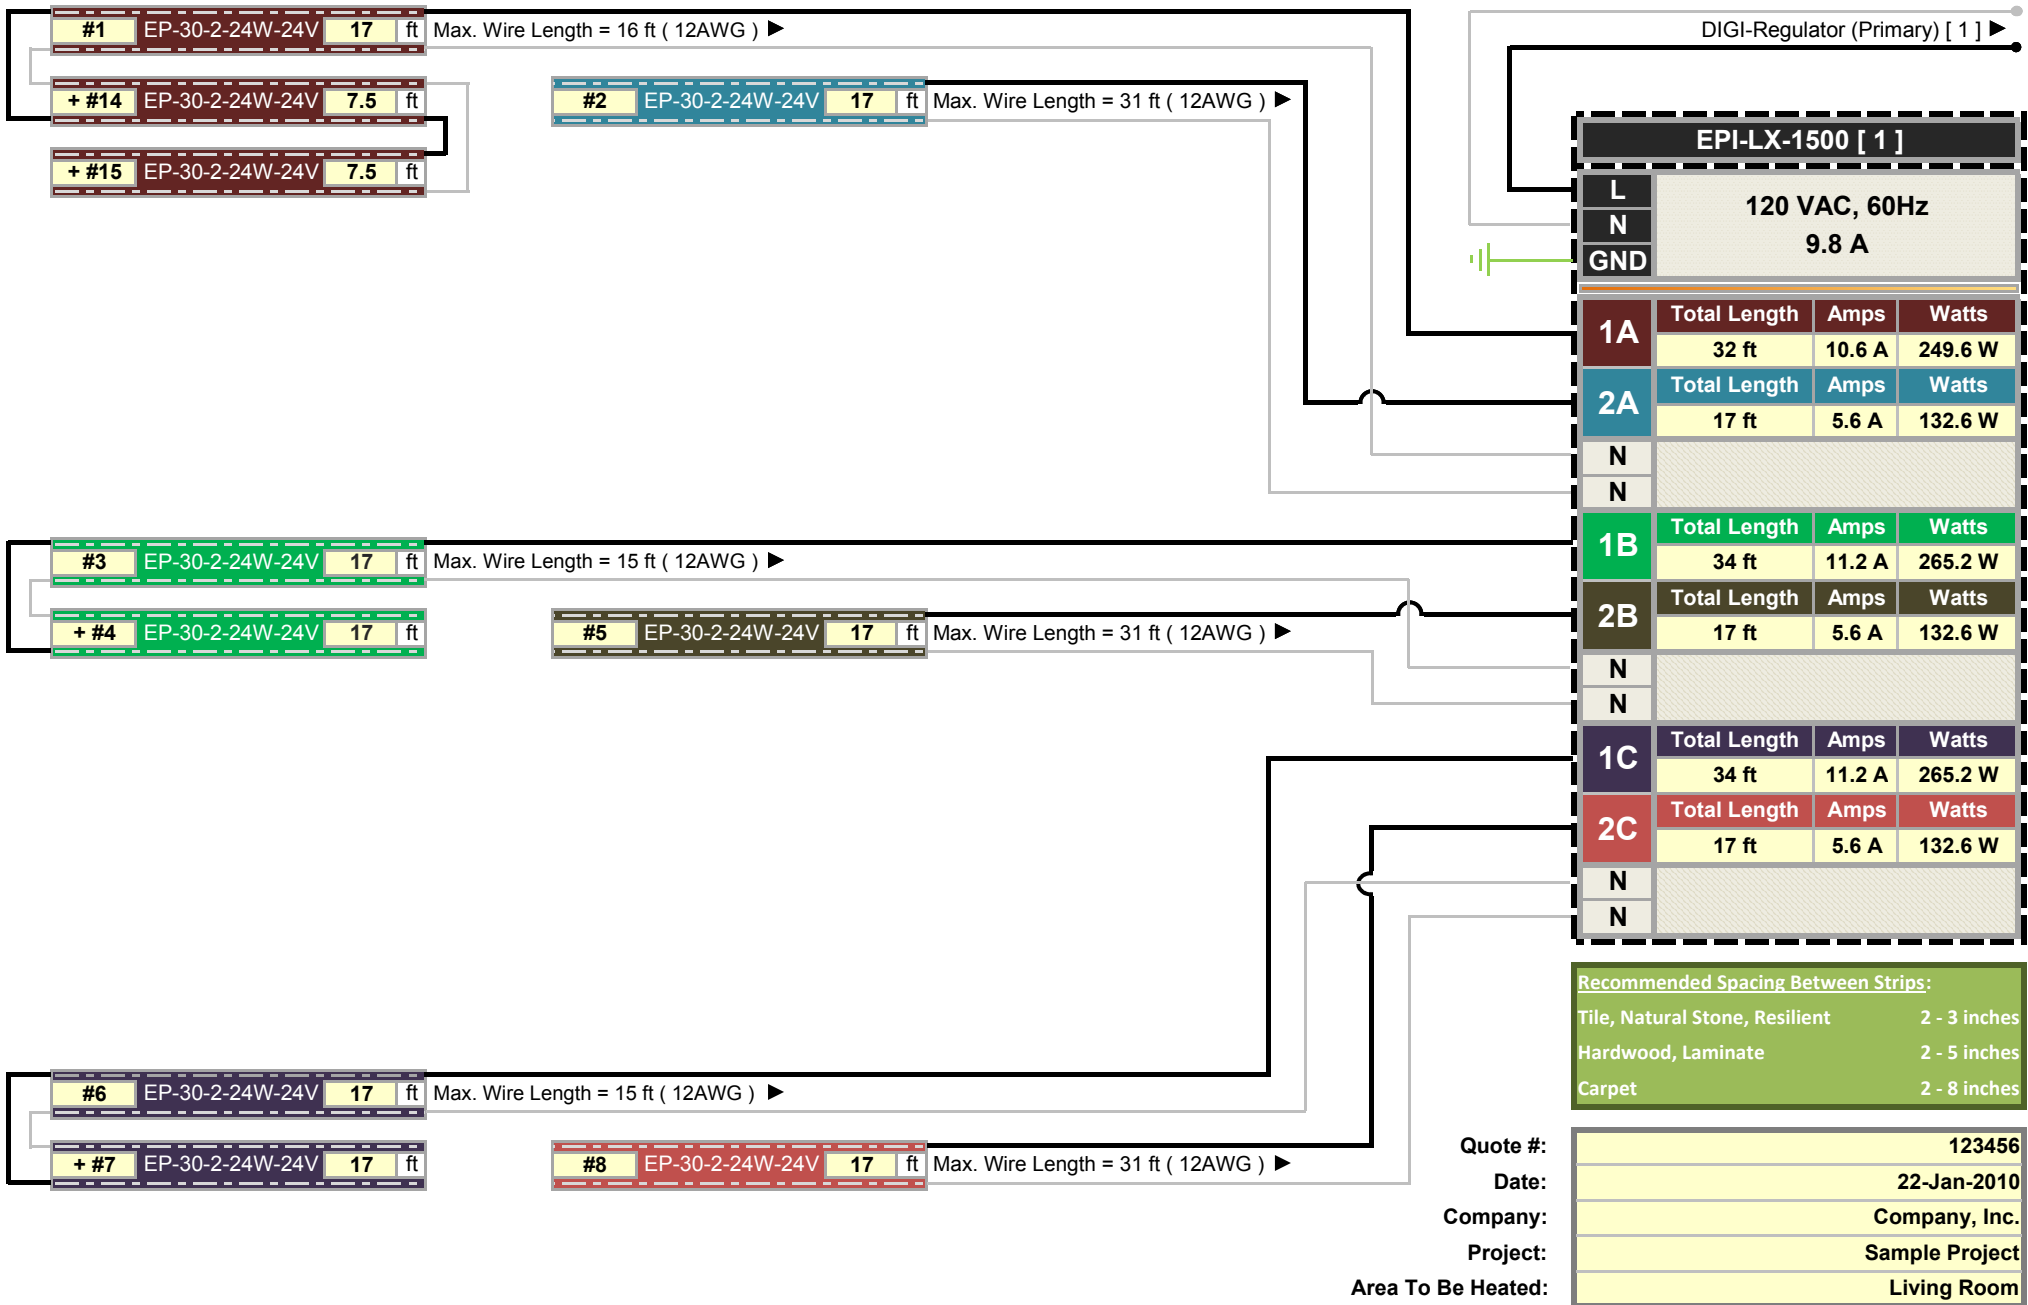 #1 EP-30-2-24W-24V 17 ft Max. Wire Length = 16 ft ( 12AWG ) ►
DIGI-Regulator (Primary) [ 1 ] ►
+ #14 EP-30-2-24W-24V 7.5 ft
#2 EP-30-2-24W-24V 17 ft Max. Wire Length = 31 ft ( 12AWG ) ►
+ #15 EP-30-2-24W-24V 7.5 ft
EPI-LX-1500 [ 1 ]
L
N
GND
120 VAC, 60Hz
9.8 A
1A
Total Length Amps Watts
32 ft 10.6 A 249.6 W
2A
Total Length Amps Watts
17 ft 5.6 A 132.6 W
N
N
#3 EP-30-2-24W-24V 17 ft Max. Wire Length = 15 ft ( 12AWG ) ►
+ #4 EP-30-2-24W-24V 17 ft
#5 EP-30-2-24W-24V 17 ft Max. Wire Length = 31 ft ( 12AWG ) ►
1B
Total Length Amps Watts
34 ft 11.2 A 265.2 W
2B
Total Length Amps Watts
17 ft 5.6 A 132.6 W
N
N
1C
Total Length Amps Watts
34 ft 11.2 A 265.2 W
2C
Total Length Amps Watts
17 ft 5.6 A 132.6 W
N
N
#6 EP-30-2-24W-24V 17 ft Max. Wire Length = 15 ft ( 12AWG ) ►
+ #7 EP-30-2-24W-24V 17 ft
#8 EP-30-2-24W-24V 17 ft Max. Wire Length = 31 ft ( 12AWG ) ►
Recommended Spacing Between Strips:
Tile, Natural Stone, Resilient 2 - 3 inches
Hardwood, Laminate 2 - 5 inches
Carpet 2 - 8 inches
Quote #: 123456
Date: 22-Jan-2010
Company: Company, Inc.
Project: Sample Project
Area To Be Heated: Living Room